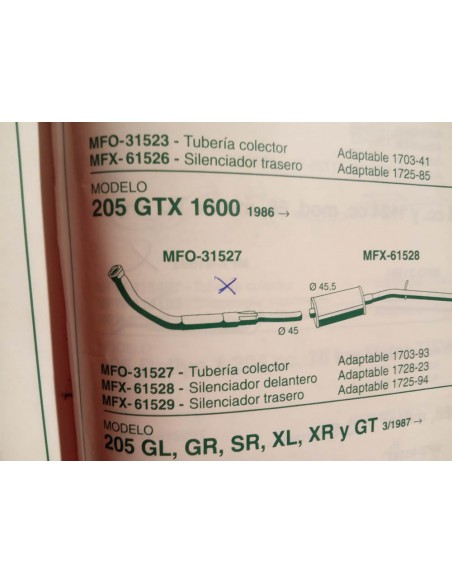 MFO-31523 - Tubería colector Adaptable 1703-41
MFX-61526 - Silenciador trasero Adaptable 1725-85
MODELO
205 GTX 1600 1986 →
MFO-31527 MFX-61528
Ø 45,5
Ø 45
MFO-31527 - Tubería colector Adaptable 1703-93
MFX-61528 - Silenciador delantero Adaptable 1728-23
MFX-61529 - Silenciador trasero Adaptable 1725-94
MODELO
205 GL, GR, SR, XL, XR y GT 3/1987 →